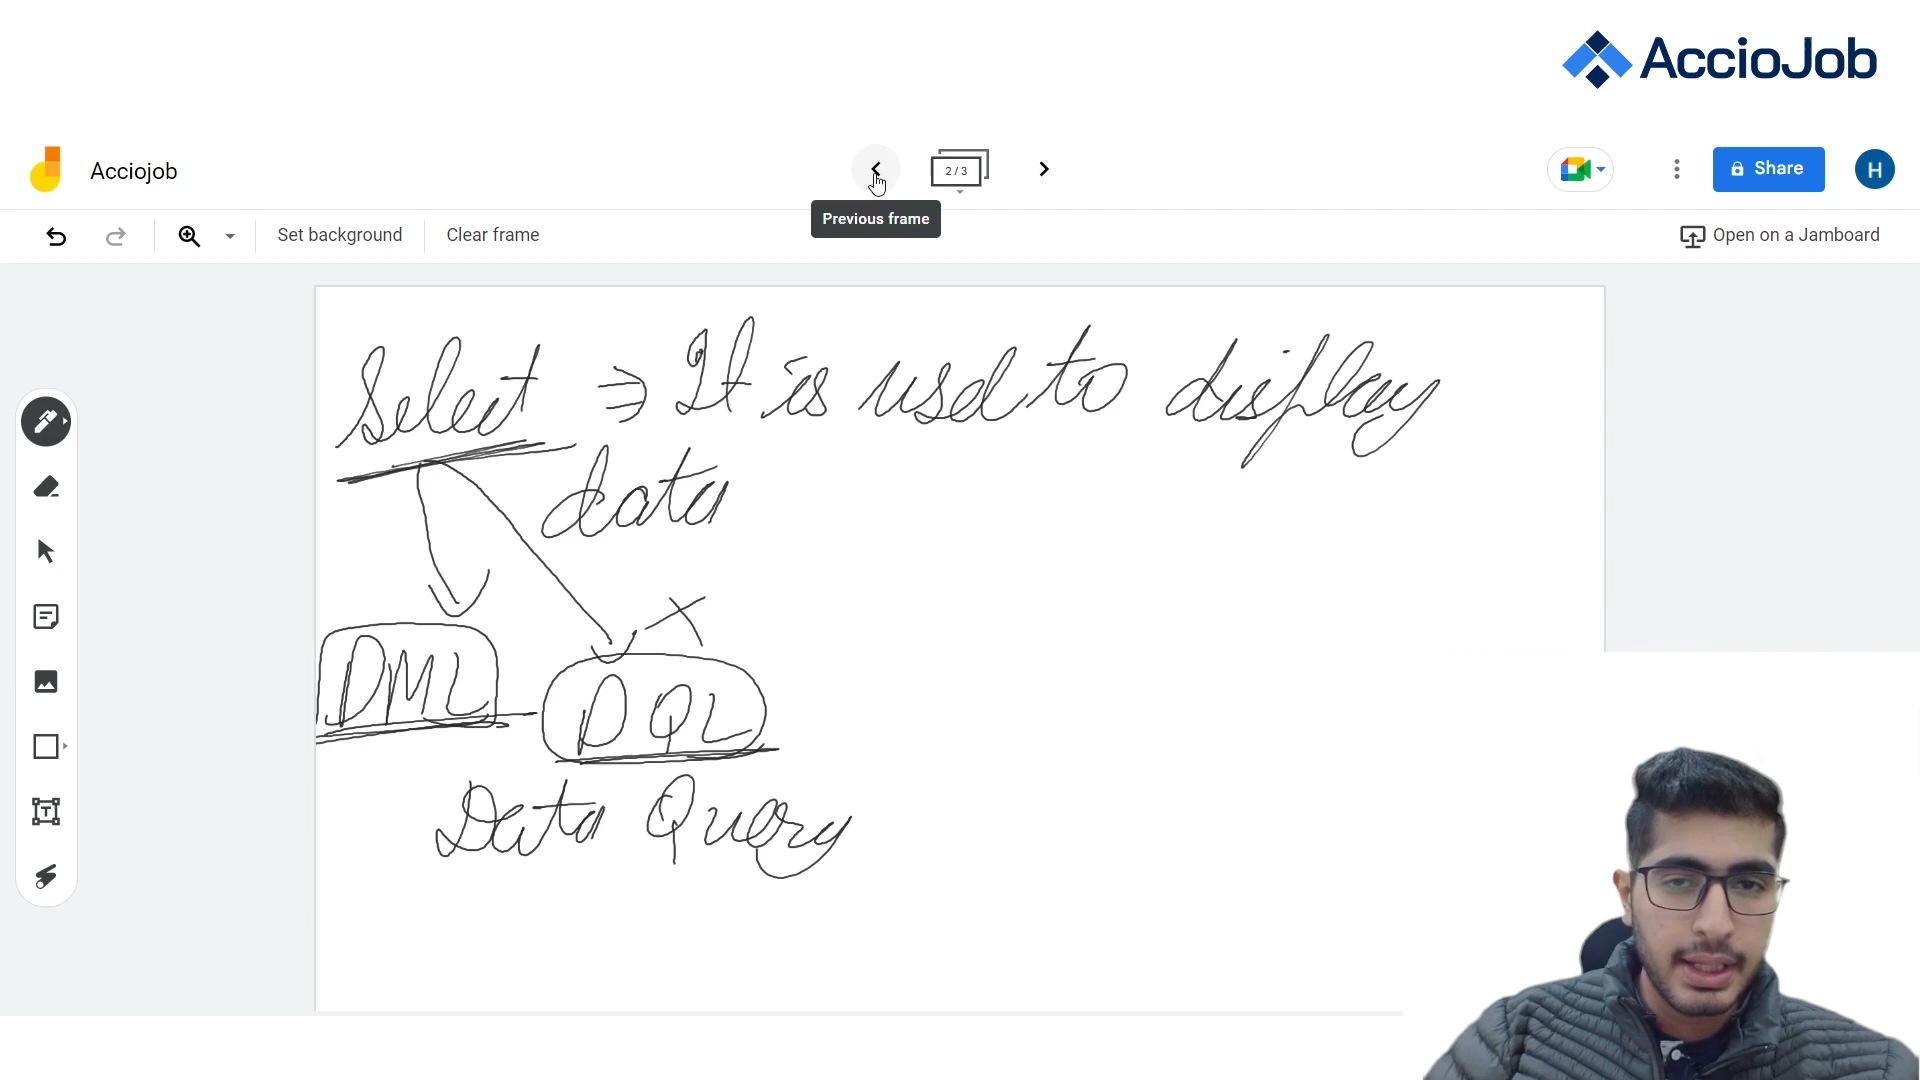 AccioJob
Acciojob
2 / 3
Share
H
Previous frame
Set background
Clear frame
Open on a Jamboard
Select ⇒ It is usd to display
data
DML
DQL
Data Query